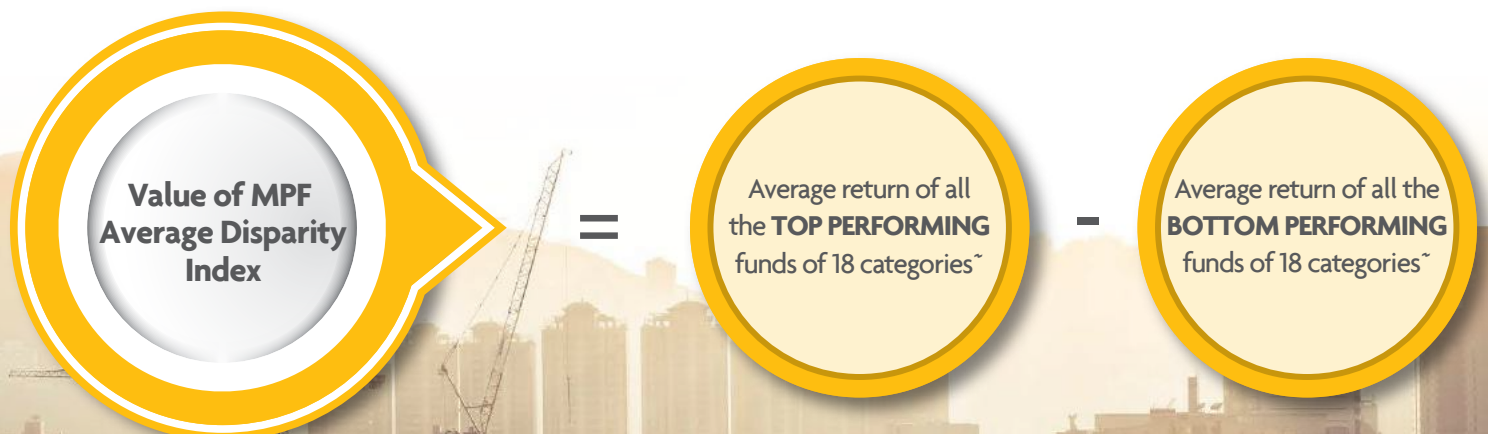 Value of MPF
Average Disparity
Index
=
Average return of all
the TOP PERFORMING
funds of 18 categories~
-
Average return of all the
BOTTOM PERFORMING
funds of 18 categories~